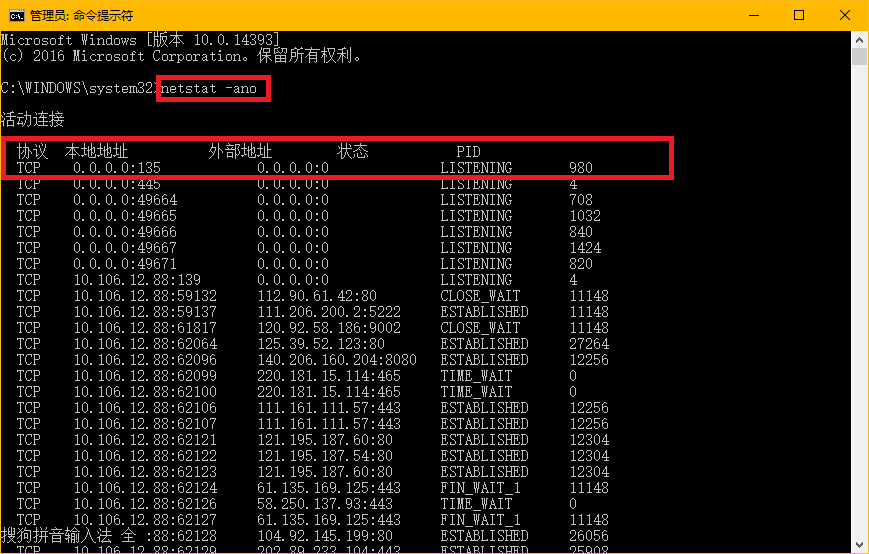 管理员: 命令提示符
Microsoft Windows [版本 10.0.14393]
(c) 2016 Microsoft Corporation。保留所有权利。
C:\WINDOWS\system32>netstat -ano
活动连接
协议 本地地址 外部地址 状态 PID
TCP 0.0.0.0:135 0.0.0.0:0 LISTENING 980
TCP 0.0.0.0:445 0.0.0.0:0 LISTENING 4
TCP 0.0.0.0:49664 0.0.0.0:0 LISTENING 708
TCP 0.0.0.0:49665 0.0.0.0:0 LISTENING 1032
TCP 0.0.0.0:49666 0.0.0.0:0 LISTENING 840
TCP 0.0.0.0:49667 0.0.0.0:0 LISTENING 1424
TCP 0.0.0.0:49671 0.0.0.0:0 LISTENING 820
TCP 10.106.12.88:139 0.0.0.0:0 LISTENING 4
TCP 10.106.12.88:59132 112.90.61.42:80 CLOSE_WAIT 11148
TCP 10.106.12.88:59137 111.206.200.2:5222 ESTABLISHED 11148
TCP 10.106.12.88:61817 120.92.58.186:9002 CLOSE_WAIT 11148
TCP 10.106.12.88:62064 125.39.52.123:80 ESTABLISHED 27264
TCP 10.106.12.88:62096 140.206.160.204:8080 ESTABLISHED 12256
TCP 10.106.12.88:62099 220.181.15.114:465 TIME_WAIT 0
TCP 10.106.12.88:62100 220.181.15.114:465 TIME_WAIT 0
TCP 10.106.12.88:62106 111.161.111.57:443 ESTABLISHED 12256
TCP 10.106.12.88:62107 111.161.111.57:443 ESTABLISHED 12256
TCP 10.106.12.88:62121 121.195.187.60:80 ESTABLISHED 12304
TCP 10.106.12.88:62122 121.195.187.54:80 ESTABLISHED 12304
TCP 10.106.12.88:62123 121.195.187.60:80 ESTABLISHED 12304
TCP 10.106.12.88:62124 61.135.169.125:443 FIN_WAIT_1 11148
TCP 10.106.12.88:62126 58.250.137.93:443 TIME_WAIT 0
TCP 10.106.12.88:62127 61.135.169.125:443 FIN_WAIT_1 11148
搜狗拼音输入法 全 :88:62128 104.92.145.199:80 ESTABLISHED 26056
TCP 10.106.12.88:62129 202.89.233.104:443 ESTABLISHED 25908